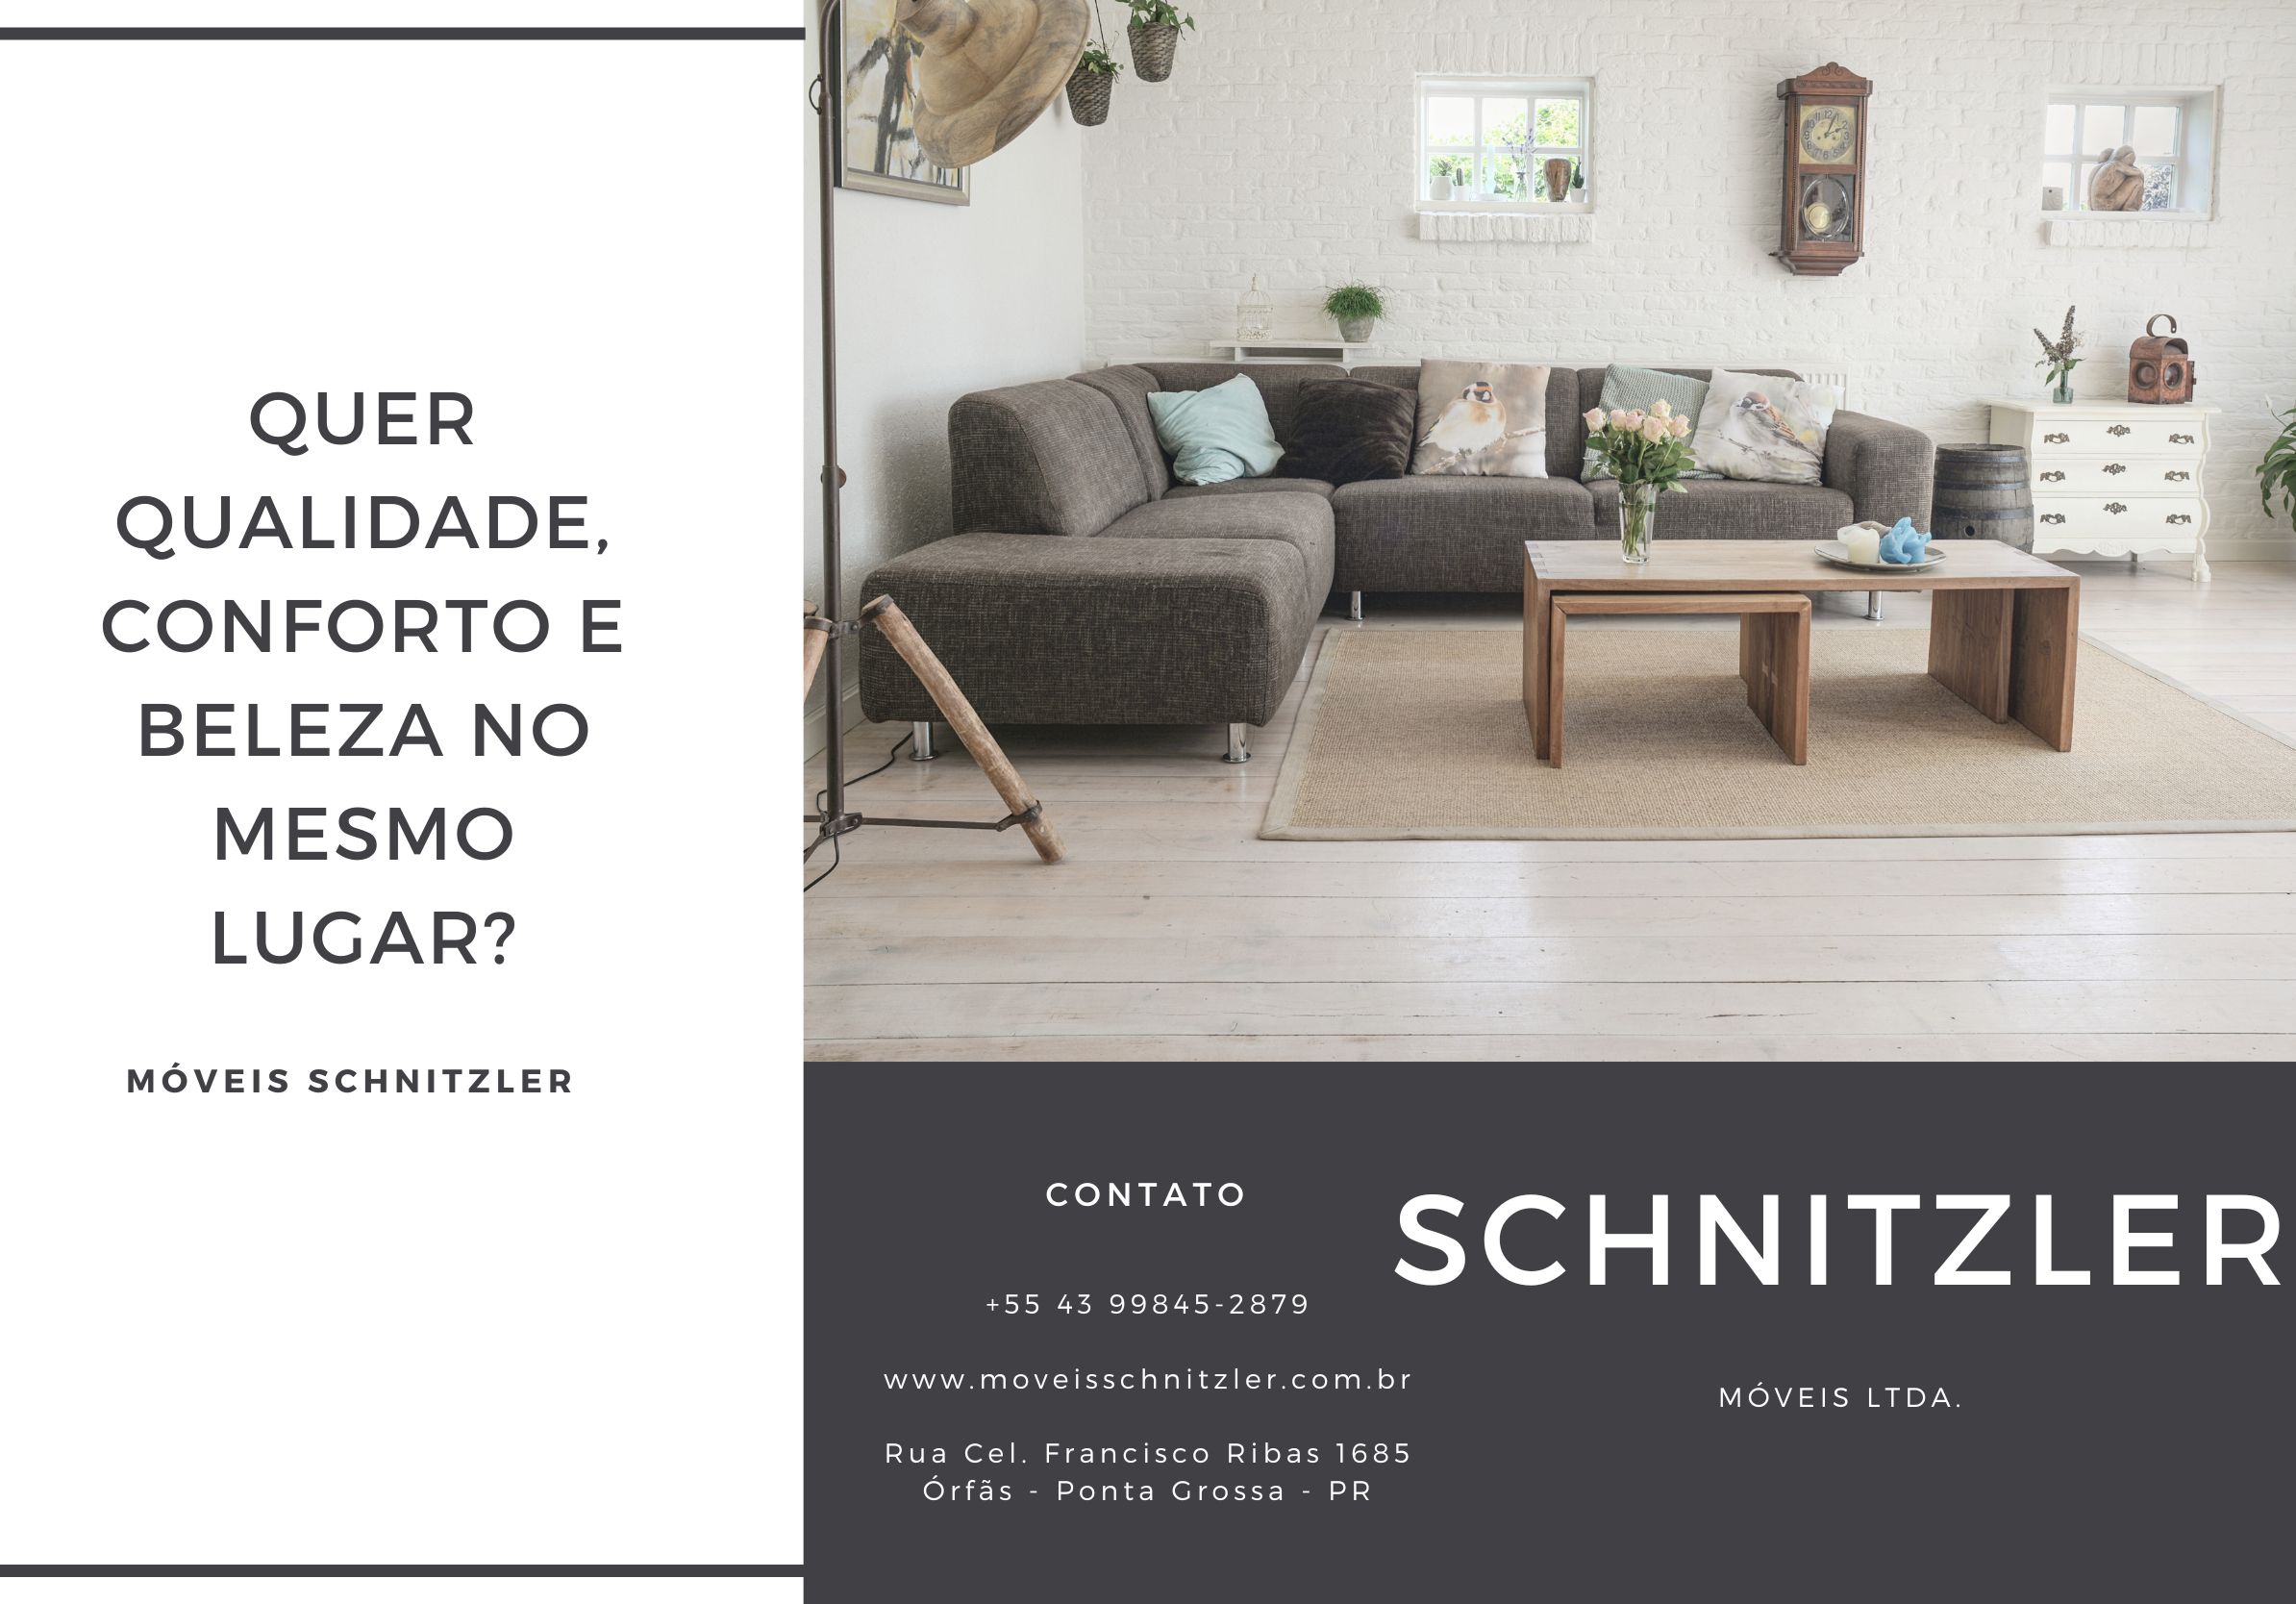 QUER
QUALIDADE,
CONFORTO E
BELEZA NO
MESMO
LUGAR?
MÓVEIS SCHNITZLER
CONTATO
+55 43 99845-2879
www.moveisschnitzler.com.br
Rua Cel. Francisco Ribas 1685
Órfãs - Ponta Grossa - PR
SCHNITZLER
MÓVEIS LTDA.